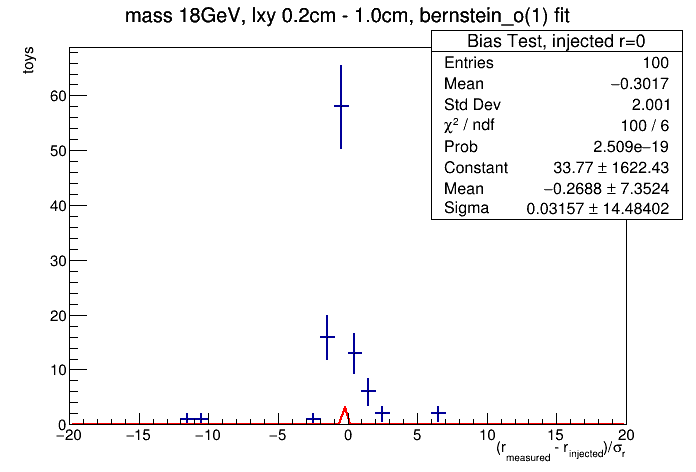 mass 18GeV, lxy 0.2cm - 1.0cm, bernstein_o(1) fit
toys
Bias Test, injected r=0
Entries 100
Mean −0.3017
Std Dev 2.001
χ² / ndf 100 / 6
Prob 2.509e−19
Constant 33.77 ± 1622.43
Mean −0.2688 ± 7.3524
Sigma 0.03157 ± 14.48402
60
50
40
30
20
10
0
−20 −15 −10 −5 0 5 10 15 20
(r_measured - r_injected)/σ_r